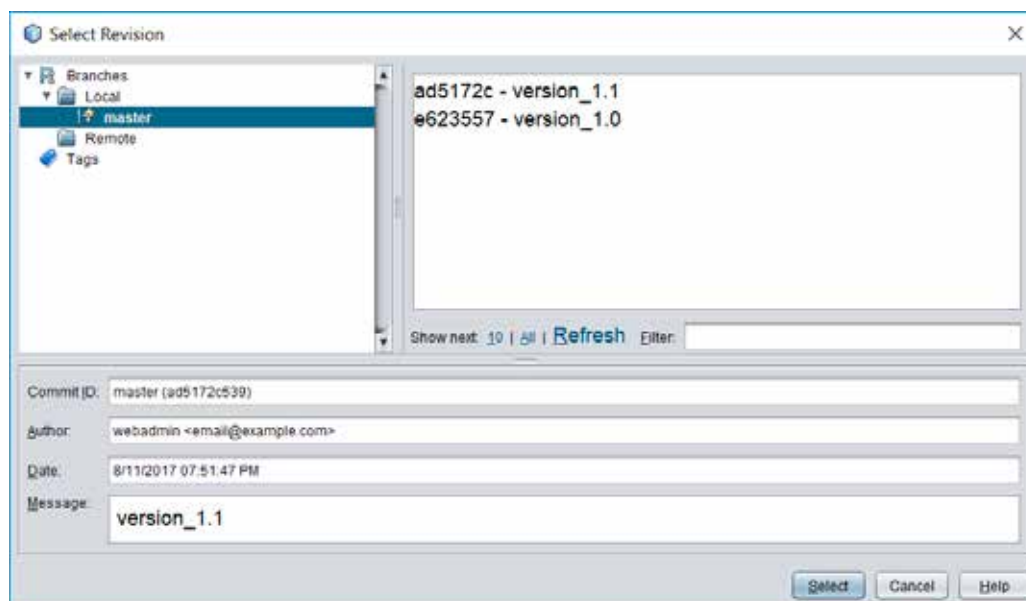 Select Revision
Branches
Local
master
Remote
Tags
ad5172c - version_1.1
e623557 - version_1.0
Show next: 10 | All | Refresh Filter:
Commit ID: master (ad5172c539)
Author: webadmin <email@example.com>
Date: 8/11/2017 07:51:47 PM
Message: version_1.1
Select Cancel Help